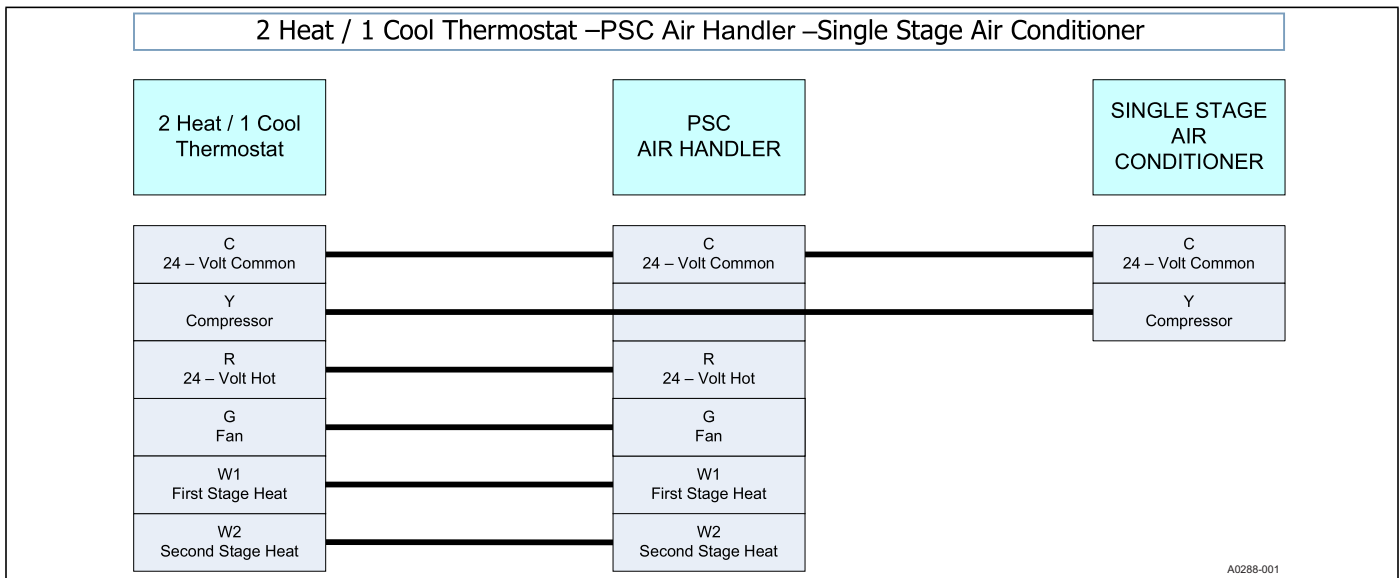 2 Heat / 1 Cool Thermostat –PSC Air Handler –Single Stage Air Conditioner
2 Heat / 1 Cool
Thermostat
PSC
AIR HANDLER
SINGLE STAGE
AIR
CONDITIONER
C
24 – Volt Common
C
24 – Volt Common
C
24 – Volt Common
Y
Compressor
Y
Compressor
R
24 – Volt Hot
R
24 – Volt Hot
G
Fan
G
Fan
W1
First Stage Heat
W1
First Stage Heat
W2
Second Stage Heat
W2
Second Stage Heat
A0288-001